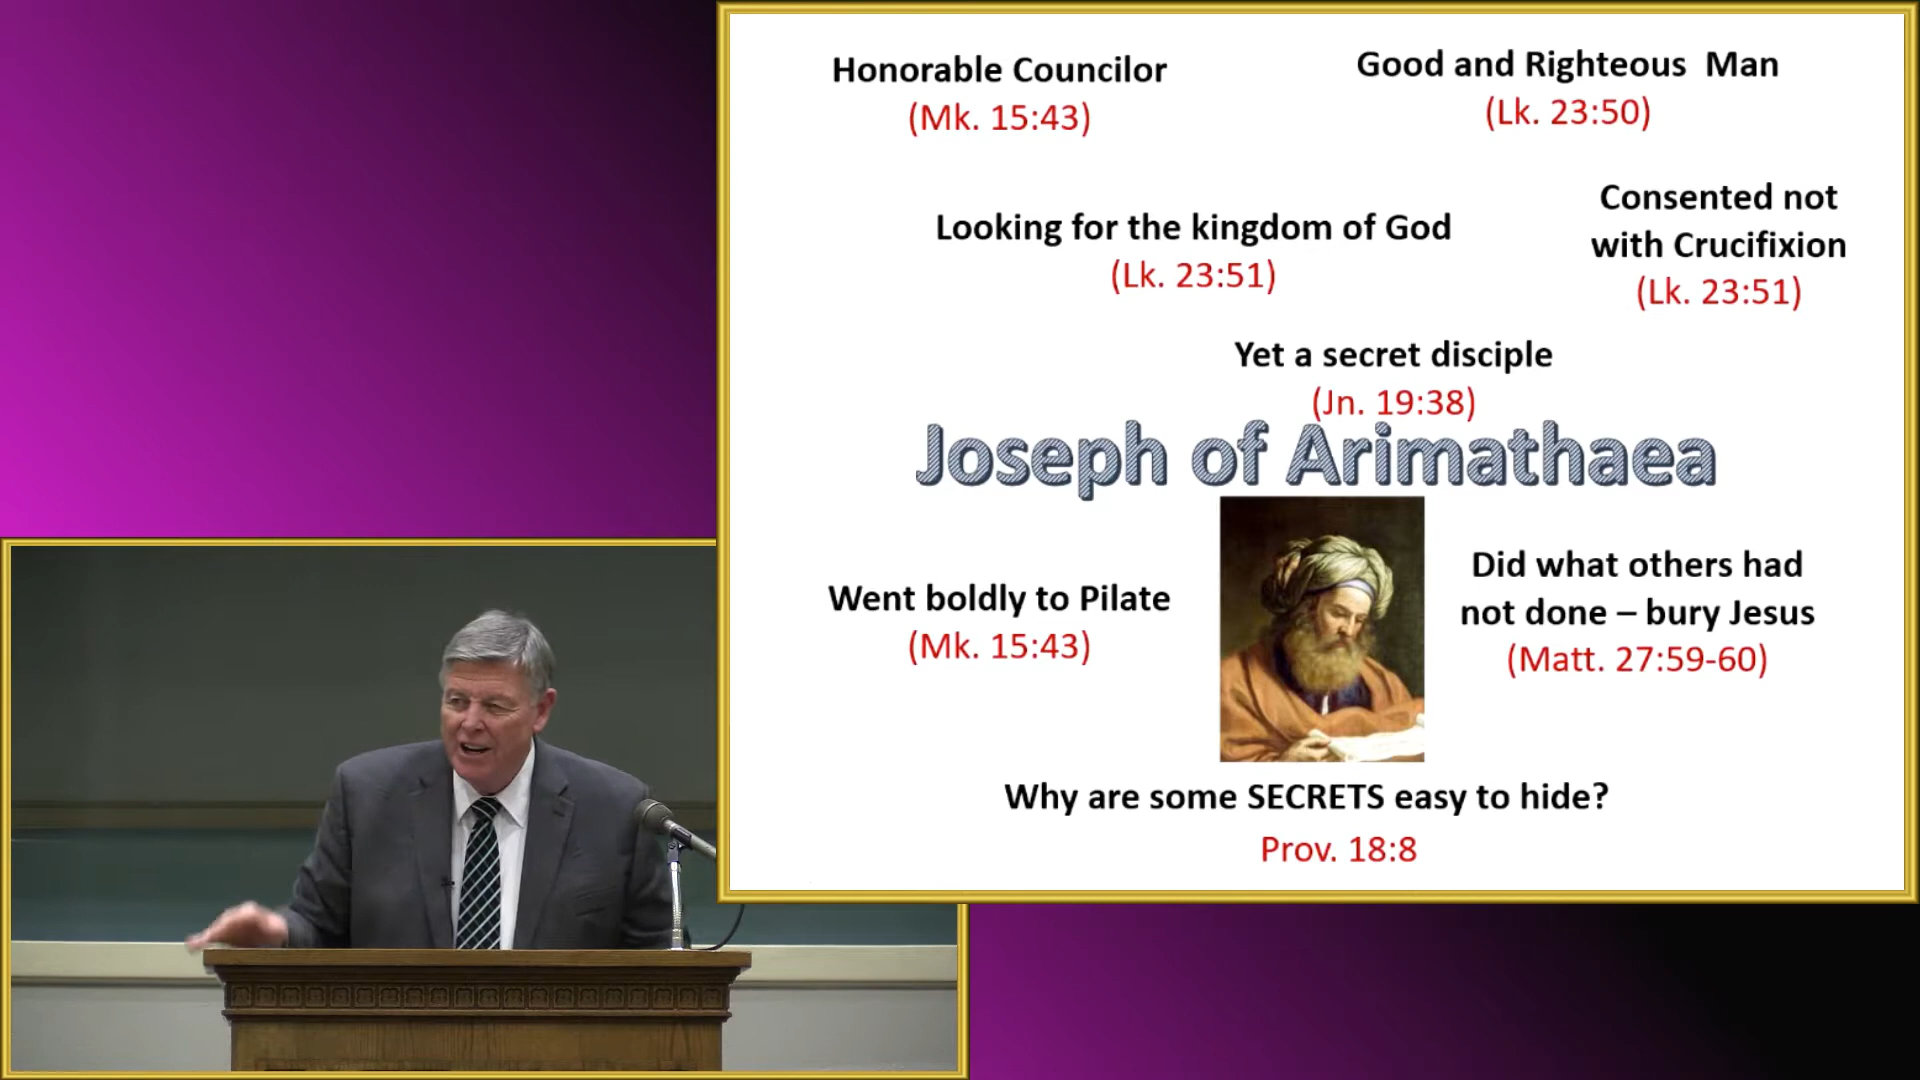 Honorable Councilor
(Mk. 15:43)
Good and Righteous Man
(Lk. 23:50)
Looking for the kingdom of God
(Lk. 23:51)
Consented not
with Crucifixion
(Lk. 23:51)
Yet a secret disciple
(Jn. 19:38)
Joseph of Arimathaea
Went boldly to Pilate
(Mk. 15:43)
Did what others had
not done – bury Jesus
(Matt. 27:59-60)
Why are some SECRETS easy to hide?
Prov. 18:8